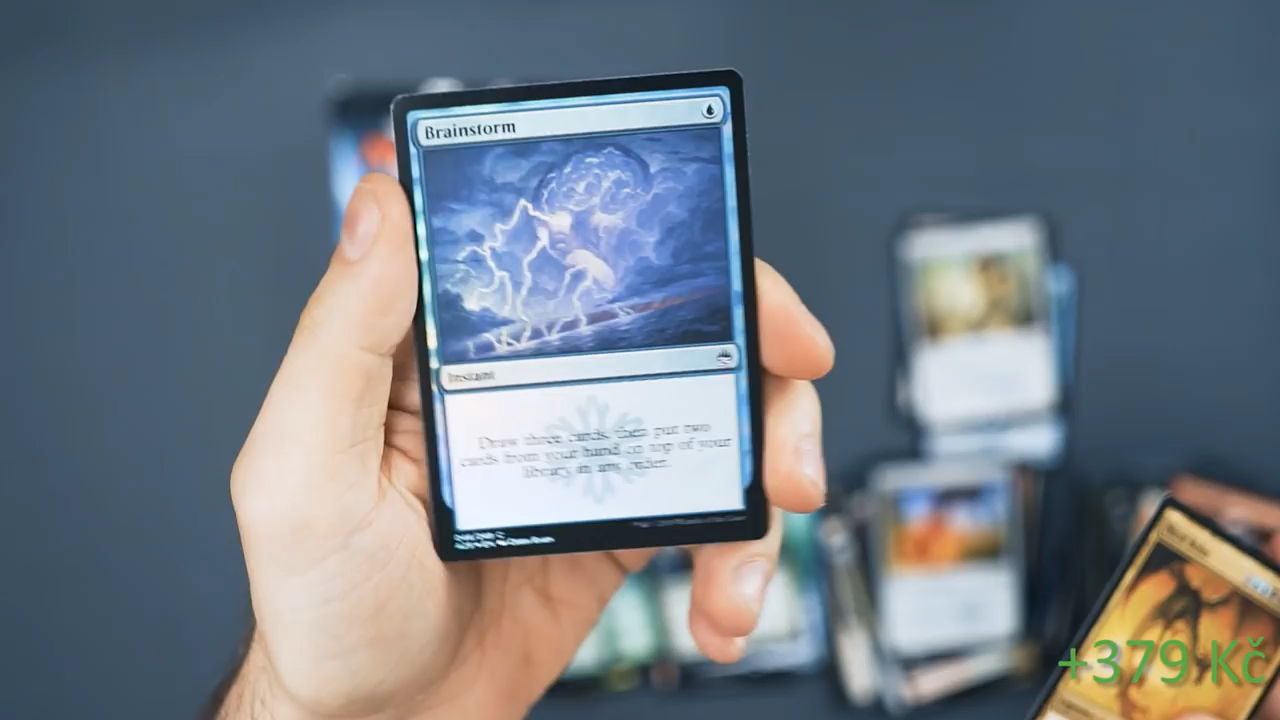 Brainstorm
Instant
Draw three cards, then put two
cards from your hand on top of your
library in any order.
+379 Kč